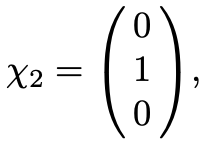 χ₂ = (0
1
0),